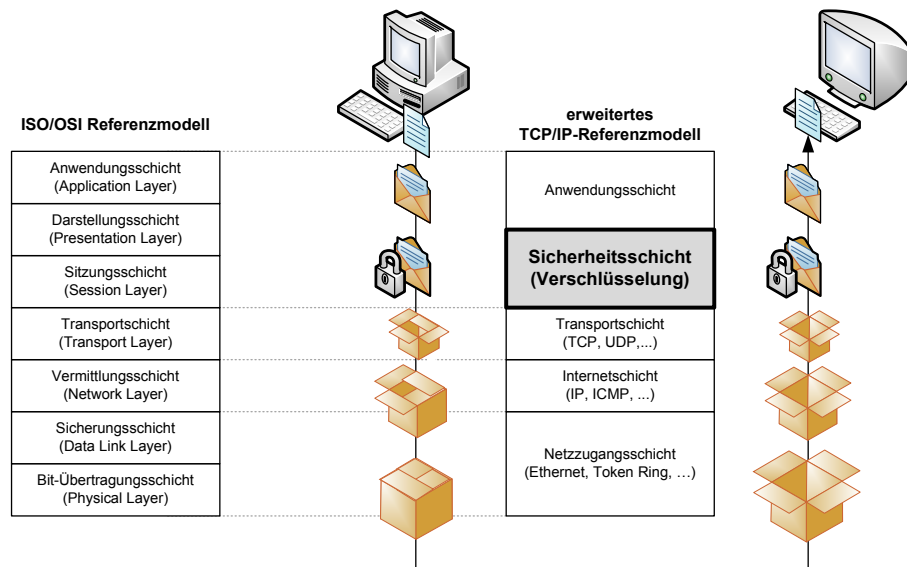 ISO/OSI Referenzmodell
Anwendungsschicht
(Application Layer)
Darstellungsschicht
(Presentation Layer)
Sitzungsschicht
(Session Layer)
Transportschicht
(Transport Layer)
Vermittlungsschicht
(Network Layer)
Sicherungsschicht
(Data Link Layer)
Bit-Übertragungsschicht
(Physical Layer)
erweitertes
TCP/IP-Referenzmodell
Anwendungsschicht
Sicherheitsschicht
(Verschlüsselung)
Transportschicht
(TCP, UDP,...)
Internetschicht
(IP, ICMP, ...)
Netzzugangsschicht
(Ethernet, Token Ring, …)